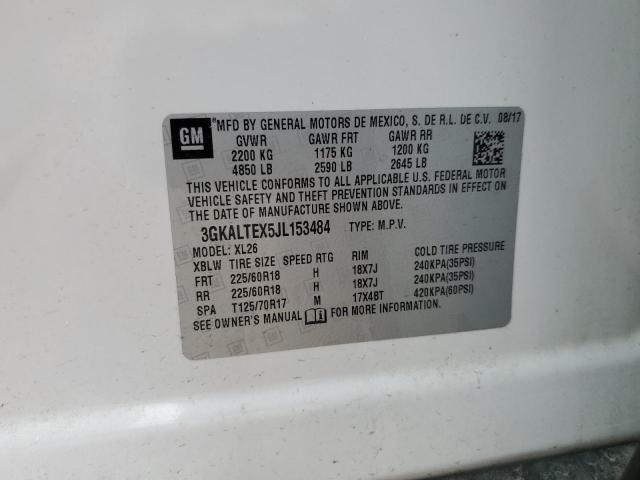 GM
MFD BY GENERAL MOTORS DE MEXICO, S. DE R.L. DE C.V. 08/17
GVWR GAWR FRT GAWR RR
2200 KG 1175 KG 1200 KG
4850 LB 2590 LB 2645 LB
THIS VEHICLE CONFORMS TO ALL APPLICABLE U.S. FEDERAL MOTOR
VEHICLE SAFETY AND THEFT PREVENTION STANDARDS IN EFFECT ON
THE DATE OF MANUFACTURE SHOWN ABOVE.
3GKALTEX5JL153484 TYPE: M.P.V.
MODEL: XL26
XBLW TIRE SIZE SPEED RTG RIM COLD TIRE PRESSURE
FRT 225/60R18 H 18X7J 240KPA(35PSI)
RR 225/60R18 H 18X7J 240KPA(35PSI)
SPA T125/70R17 M 17X4BT 420KPA(60PSI)
SEE OWNER'S MANUAL FOR MORE INFORMATION.